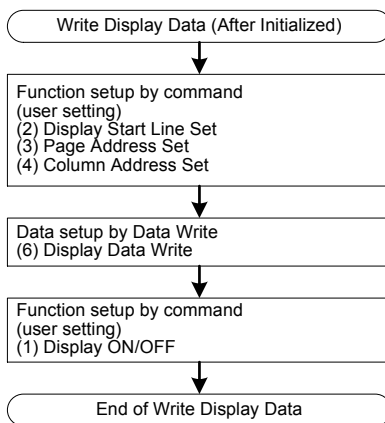 Write Display Data (After Initialized)
Function setup by command
(user setting)
(2) Display Start Line Set
(3) Page Address Set
(4) Column Address Set
Data setup by Data Write
(6) Display Data Write
Function setup by command
(user setting)
(1) Display ON/OFF
End of Write Display Data